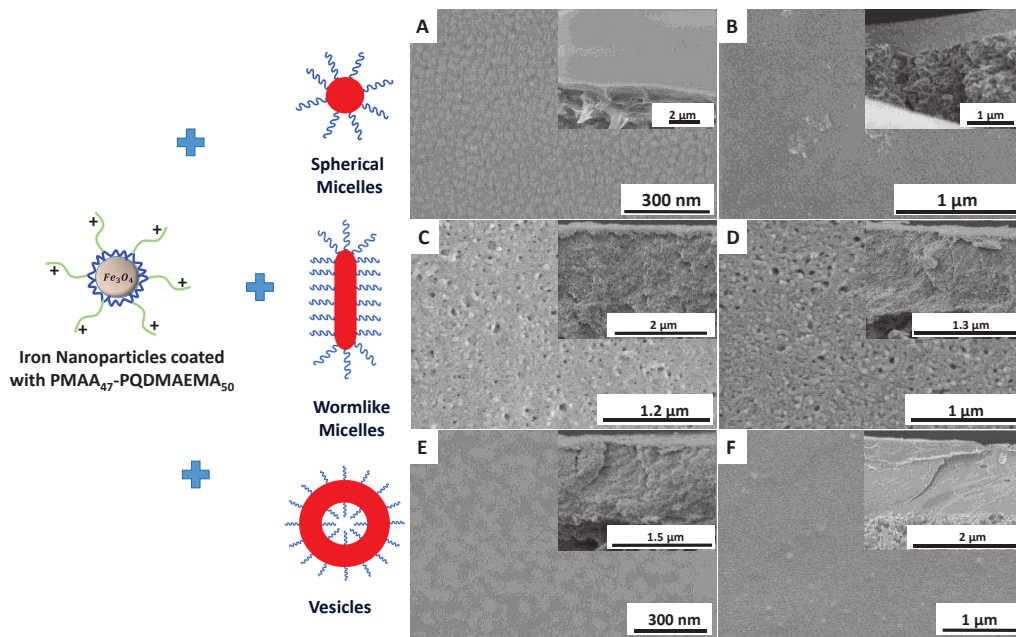 A
2 μm
300 nm
B
1 μm
1 μm
Spherical
Micelles
+
+
+
+
+
+
Fe₃O₄
Iron Nanoparticles coated
with PMAA₄₇-PQDMAEMA₅₀
Wormlike
Micelles
C
2 μm
1.2 μm
D
1.3 μm
1 μm
Vesicles
E
1.5 μm
300 nm
F
2 μm
1 μm